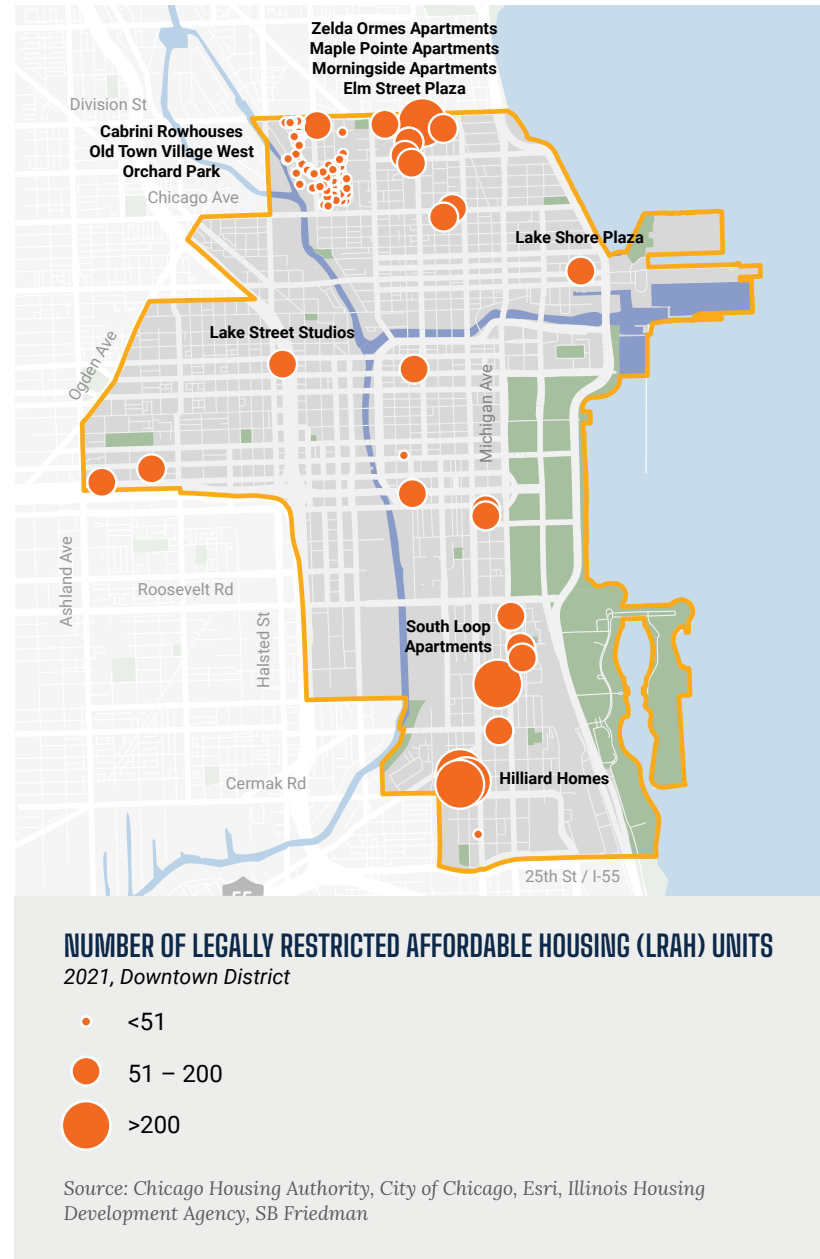 Zelda Ormes Apartments
Maple Pointe Apartments
Morningside Apartments
Elm Street Plaza
Division St
Cabrini Rowhouses
Old Town Village West
Orchard Park
Chicago Ave
Lake Shore Plaza
Lake Street Studios
Ogden Ave
Michigan Ave
Ashland Ave
Roosevelt Rd
Halsted St
South Loop
Apartments
Cermak Rd
Hilliard Homes
25th St / I-55
55
NUMBER OF LEGALLY RESTRICTED AFFORDABLE HOUSING (LRAH) UNITS
2021, Downtown District
<51
51 – 200
>200
Source: Chicago Housing Authority, City of Chicago, Esri, Illinois Housing
Development Agency, SB Friedman